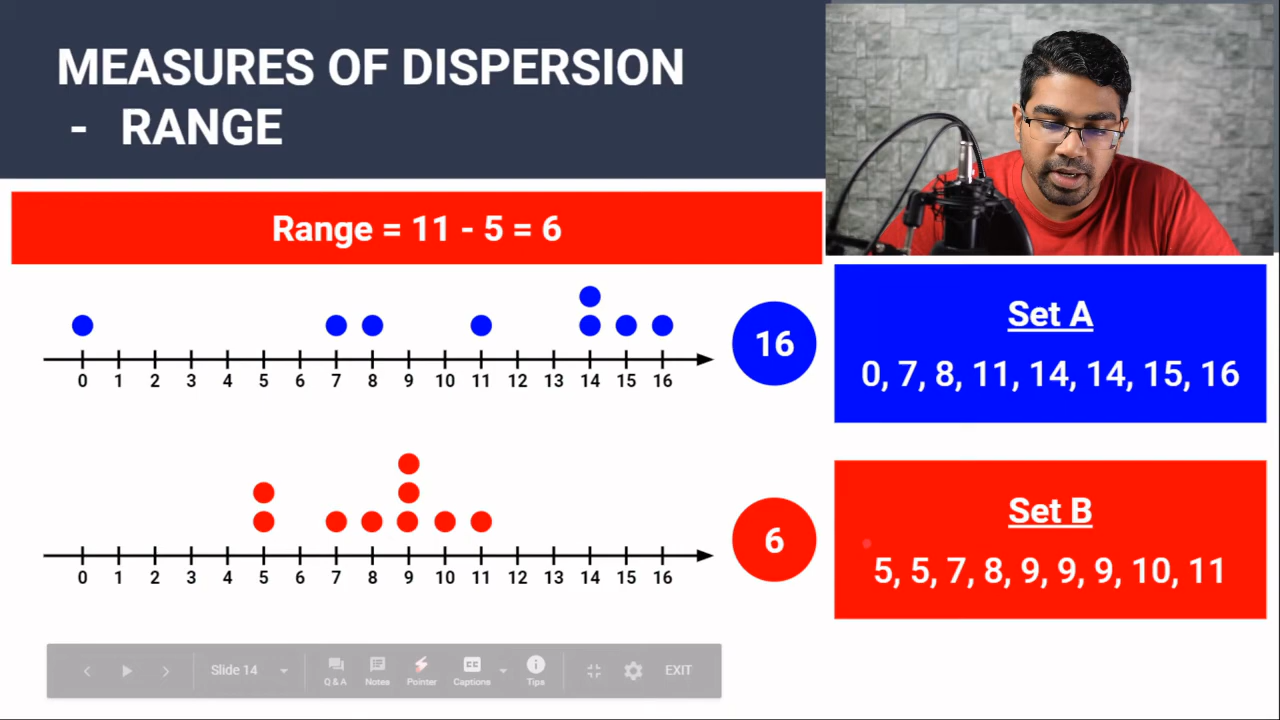 MEASURES OF DISPERSION
- RANGE
Range = 11 - 5 = 6
0 1 2 3 4 5 6 7 8 9 10 11 12 13 14 15 16
16
Set A
0, 7, 8, 11, 14, 14, 15, 16
0 1 2 3 4 5 6 7 8 9 10 11 12 13 14 15 16
6
Set B
5, 5, 7, 8, 9, 9, 9, 10, 11
Slide 14
Q & A
Notes
Pointer
CC
Captions
Tips
EXIT